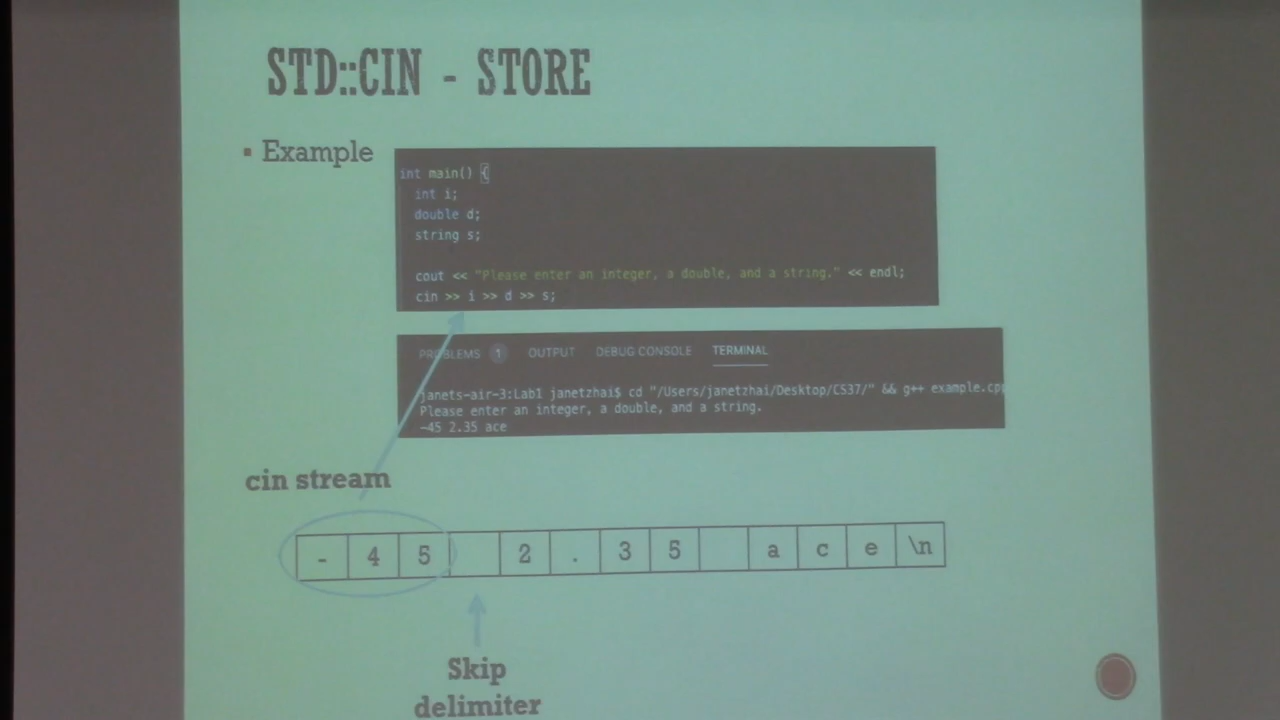 STD::CIN - STORE
▪ Example
int main() {
int i;
double d;
string s;
cout << "Please enter an integer, a double, and a string." << endl;
cin >> i >> d >> s;
PROBLEMS 1 OUTPUT DEBUG CONSOLE TERMINAL
janets-air-3:Lab1 janetzhai$ cd "/Users/janetzhai/Desktop/CS37/" && g++ example.cpp
Please enter an integer, a double, and a string.
-45 2.35 ace
cin stream
- 4 5 2 . 3 5 a c e \n
Skip
delimiter